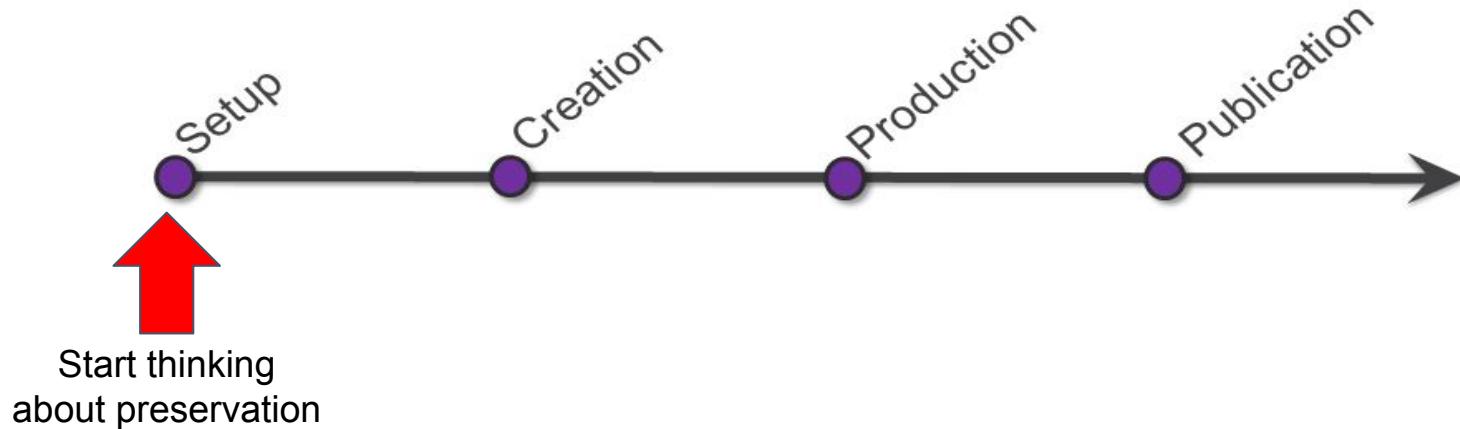 Setup
Creation
Production
Publication
Start thinking
about preservation